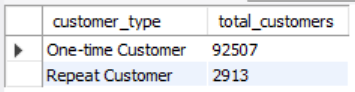 customer_type total_customers
One-time Customer 92507
Repeat Customer 2913